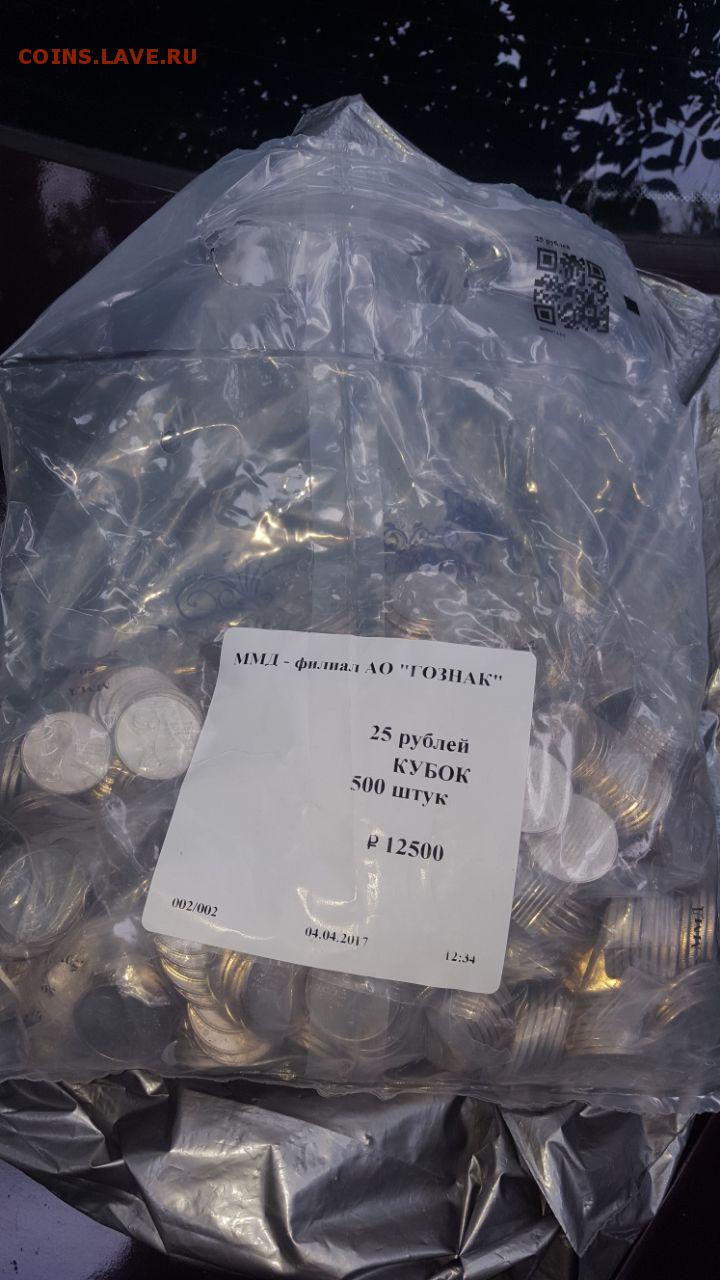 COINS.LAVE.RU
25 рублей
ММД - филиал АО "ГОЗНАК"
25 рублей
КУБОК
500 штук
₽ 12500
002/002
04.04.2017
12:34